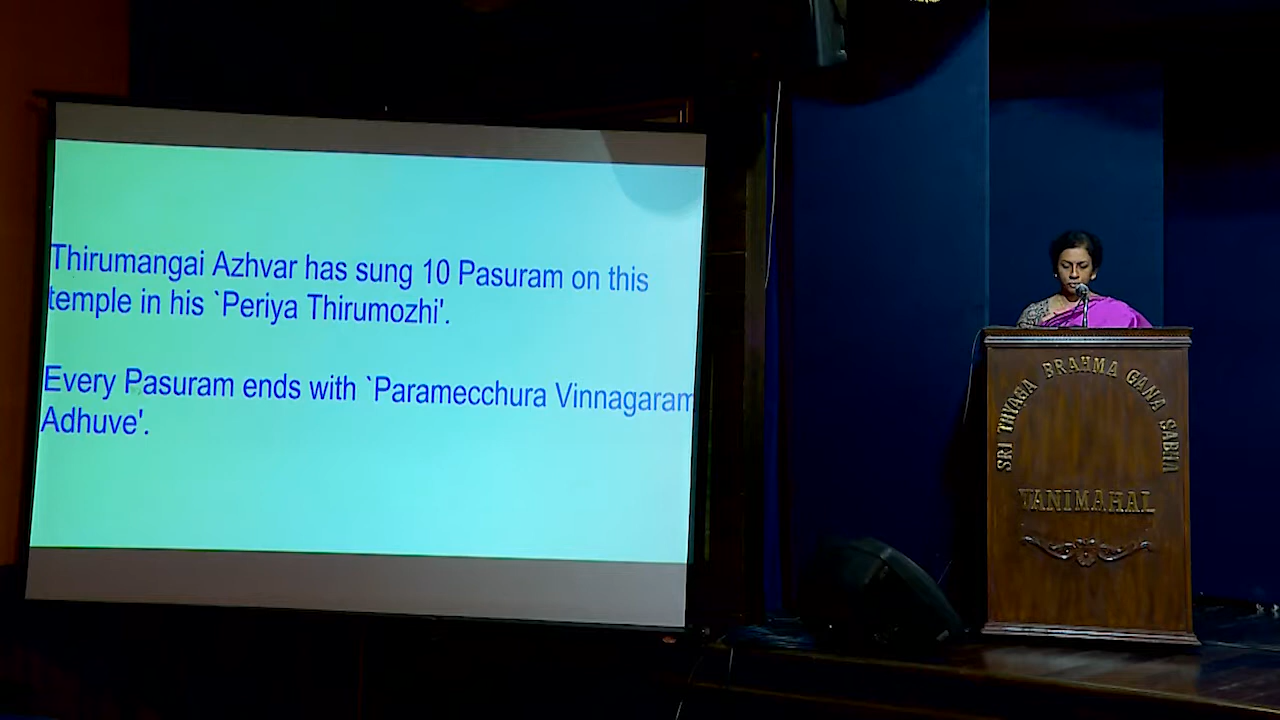 Thirumangai Azhvar has sung 10 Pasuram on this
temple in his `Periya Thirumozhi'.
Every Pasuram ends with `Paramecchura Vinnagaram
Adhuve'.
SRI THYAGA BRAHMA GANA SABHA
VANIMAHAL